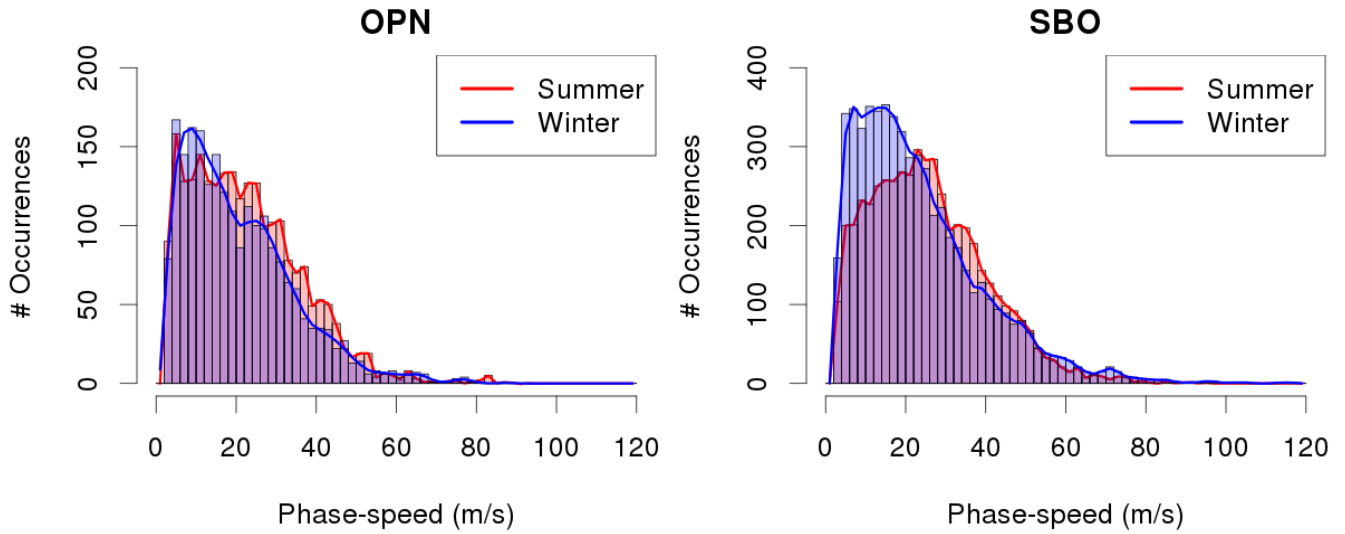 OPN
Summer
Winter
# Occurrences
200
150
100
50
0
0 20 40 60 80 100 120
Phase-speed (m/s)
SBO
Summer
Winter
# Occurrences
400
300
200
100
0
0 20 40 60 80 100 120
Phase-speed (m/s)